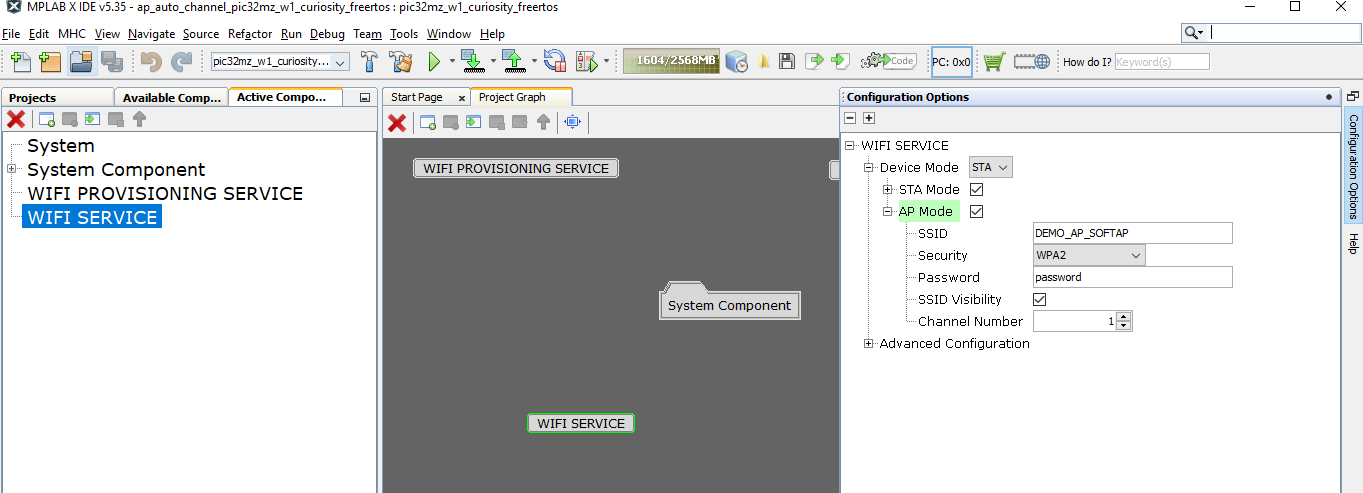 MPLAB X IDE v5.35 - ap_auto_channel_pic32mz_w1_curiosity_freertos : pic32mz_w1_curiosity_freertos
File Edit MHC View Navigate Source Refactor Run Debug Team Tools Window Help
pic32mz_w1_curiosity_... 1604/2568MB Code PC: 0x0 How do I? Keyword(s)
Projects Available Comp... Active Compo...
Start Page x Project Graph
Configuration Options
System
System Component
WIFI PROVISIONING SERVICE
WIFI SERVICE
WIFI PROVISIONING SERVICE
System Component
WIFI SERVICE
WIFI SERVICE
Device Mode STA
STA Mode
AP Mode
SSID DEMO_AP_SOFTAP
Security WPA2
Password password
SSID Visibility
Channel Number 1
Advanced Configuration
Configuration Options
Help